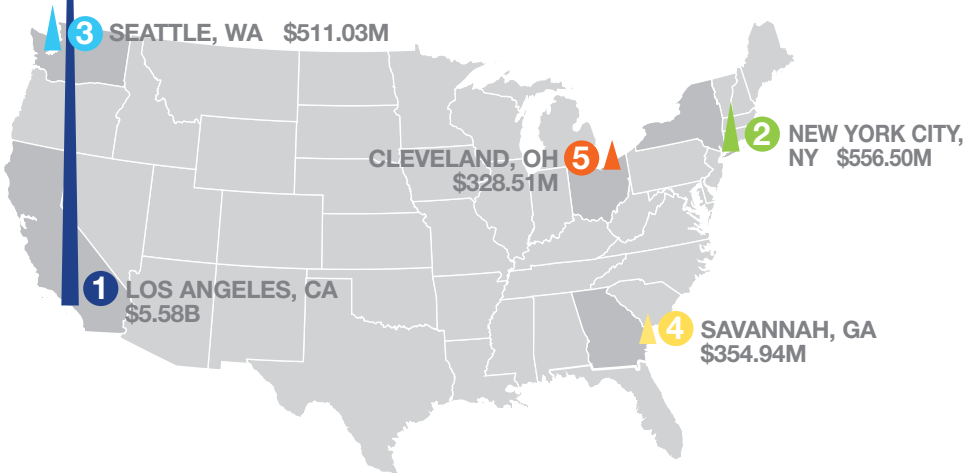 3 SEATTLE, WA $511.03M
2 NEW YORK CITY,
NY $556.50M
CLEVELAND, OH 5
$328.51M
1 LOS ANGELES, CA
$5.58B
4 SAVANNAH, GA
$354.94M